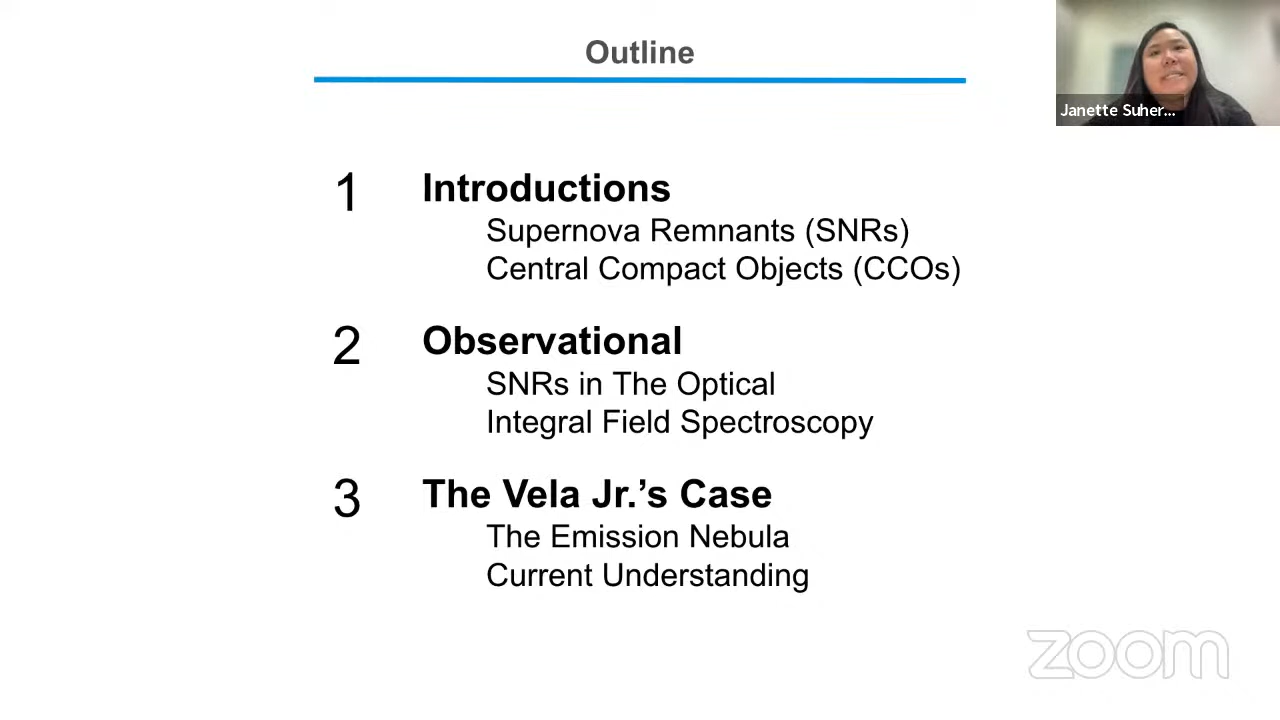 Outline
Janette Suher...
1 Introductions
Supernova Remnants (SNRs)
Central Compact Objects (CCOs)
2 Observational
SNRs in The Optical
Integral Field Spectroscopy
3 The Vela Jr.’s Case
The Emission Nebula
Current Understanding
zoom